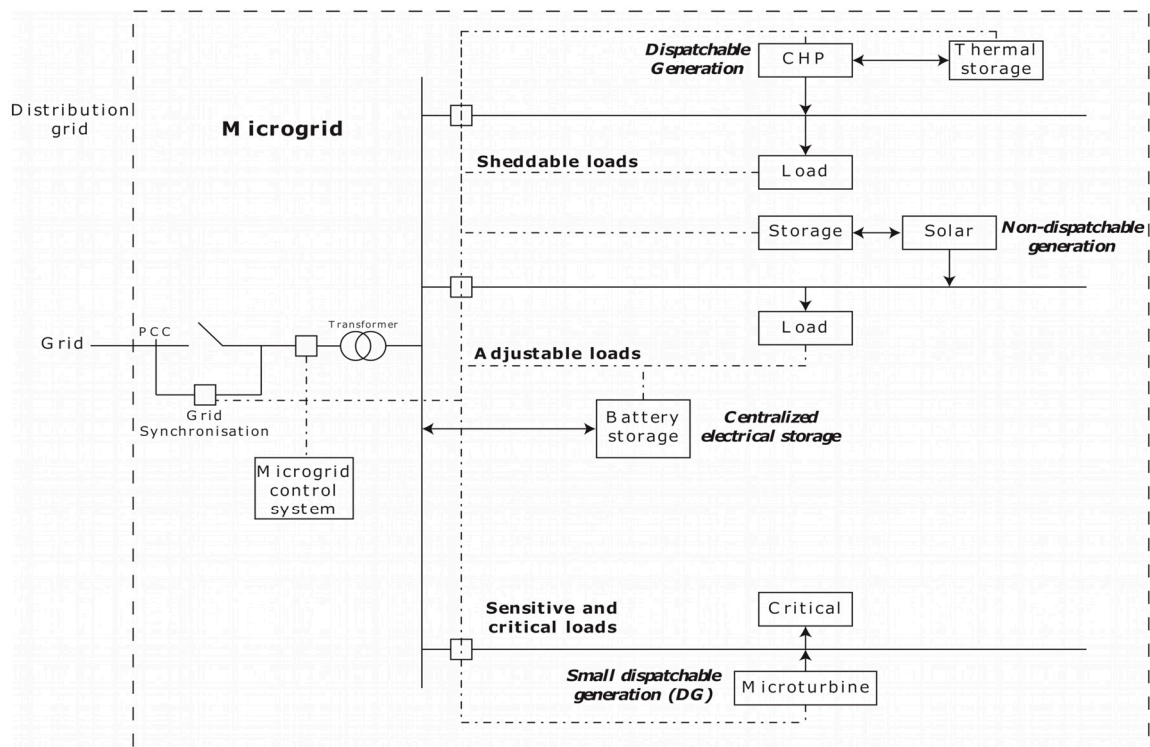 Dispatchable
Generation
CHP
Thermal
storage
Distribution
grid
Microgrid
Sheddable loads
Load
Storage
Solar
Non-dispatchable
generation
Grid
PCC
Transformer
Load
Adjustable loads
Grid
Synchronisation
Battery
storage
Centralized
electrical storage
Microgrid
control
system
Sensitive and
critical loads
Critical
Small dispatchable
generation (DG)
Microturbine